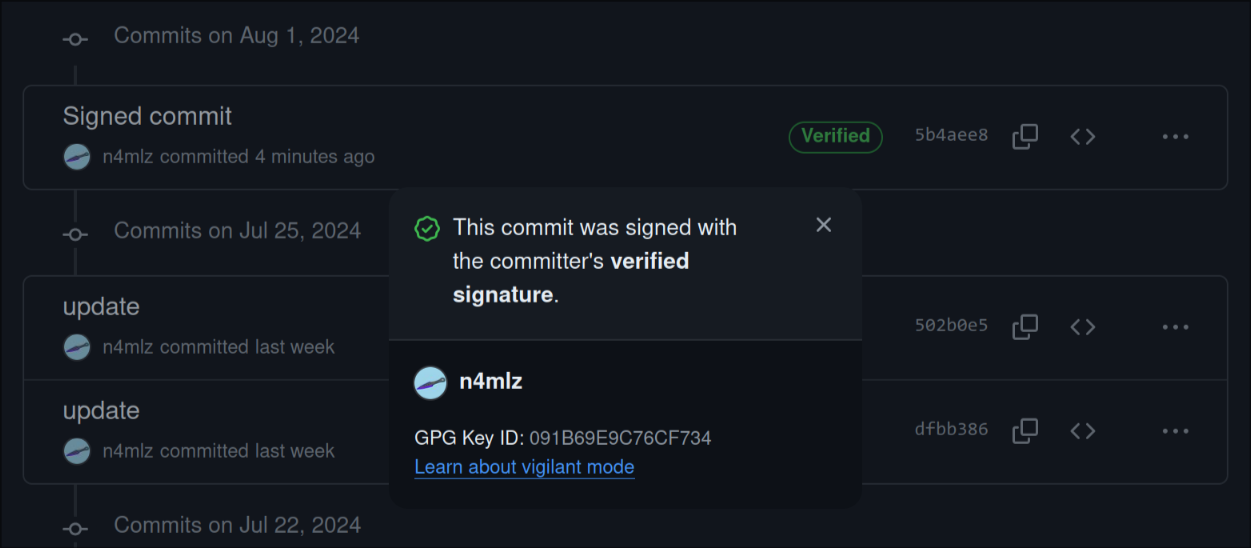 Commits on Aug 1, 2024
Signed commit
n4mlz committed 4 minutes ago
Verified
5b4aee8
This commit was signed with
the committer's verified
signature.
n4mlz
GPG Key ID: 091B69E9C76CF734
Learn about vigilant mode
Commits on Jul 25, 2024
update
n4mlz committed last week
502b0e5
update
n4mlz committed last week
dfbb386
Commits on Jul 22, 2024